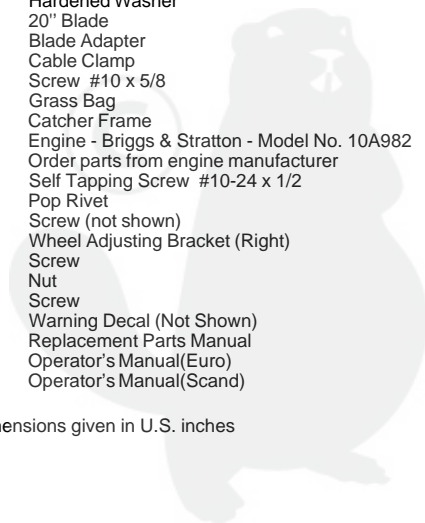 Hardened Washer
20" Blade
Blade Adapter
Cable Clamp
Screw #10 x 5/8
Grass Bag
Catcher Frame
Engine - Briggs & Stratton - Model No. 10A982
Order parts from engine manufacturer
Self Tapping Screw #10-24 x 1/2
Pop Rivet
Screw (not shown)
Wheel Adjusting Bracket (Right)
Screw
Nut
Screw
Warning Decal (Not Shown)
Replacement Parts Manual
Operator's Manual(Euro)
Operator's Manual(Scand)
ensions given in U.S. inches